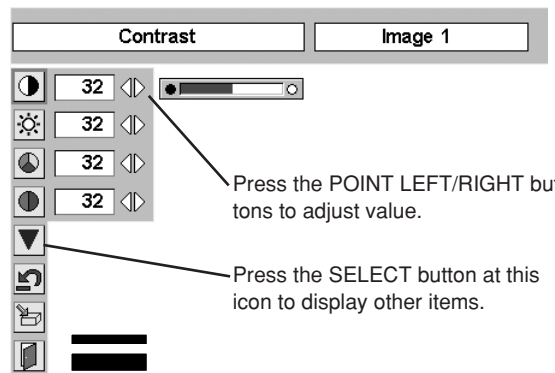 Contrast Image 1
32
32
32
Press the POINT LEFT/RIGHT but
tons to adjust value.
32
Press the SELECT button at this
icon to display other items.